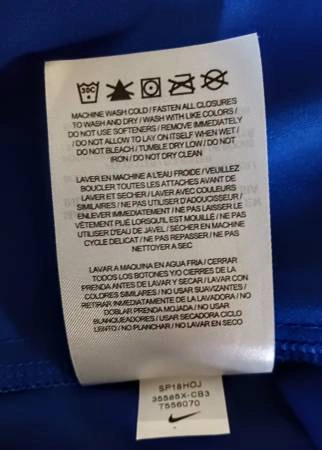 30C
MACHINE WASH COLD / FASTEN ALL CLOSURES
TO WASH AND DRY / WASH WITH LIKE COLORS /
DO NOT USE SOFTENERS / REMOVE IMMEDIATELY
/ DO NOT ALLOW TO LAY ON ITSELF WHEN WET /
DO NOT BLEACH / TUMBLE DRY LOW / DO NOT
IRON / DO NOT DRY CLEAN
LAVER EN MACHINE A L'EAU FROIDE / VEUILLEZ
BOUCLER TOUTES LES ATTACHES AVANT DE
LAVER ET SECHER / LAVER AVEC COULEURS
SIMILAIRES / NE PAS UTILISER D'ADOUCISSEUR /
ENLEVER IMMÉDIATEMENT / NE PAS LAISSER LE
VÊTEMENT PLIÉ LORSQU'IL EST MOUILLÉ / NE PAS
UTILISER D'EAU DE JAVEL / SÉCHER EN MACHINE
CYCLE DELICAT / NE PAS REPASSER / NE PAS
NETTOYER A SEC
LAVAR A MAQUINA EN AGUA FRIA / CERRAR
TODOS LOS BOTONES Y/O CIERRES DE LA
PRENDA ANTES DE LAVAR Y SECAR / LAVAR CON
COLORES SIMILARES / NO USAR SUAVIZANTES /
RETIRAR INMEDIATAMENTE DE LA LAVADORA / NO
DOBLAR PRENDA MOJADA / NO USAR
BLANQUEADORES / USAR SECADORA CICLO
LENTO / NO PLANCHAR / NO LAVAR EN SECO
SP18HOJ
35585X-CB3
7556070